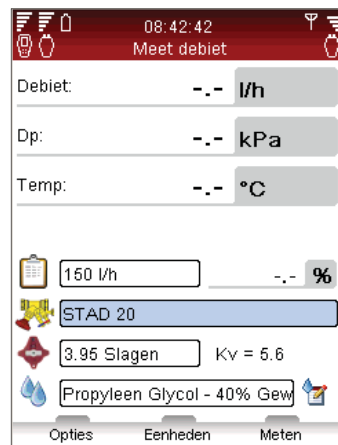 08:42:42
Meet debiet
Debiet: -.- l/h
Dp: -.- kPa
Temp: -.- °C
150 l/h -.- %
STAD 20
3.95 Slagen Kv = 5.6
Propyleen Glycol - 40% Gew
Opties Eenheden Meten